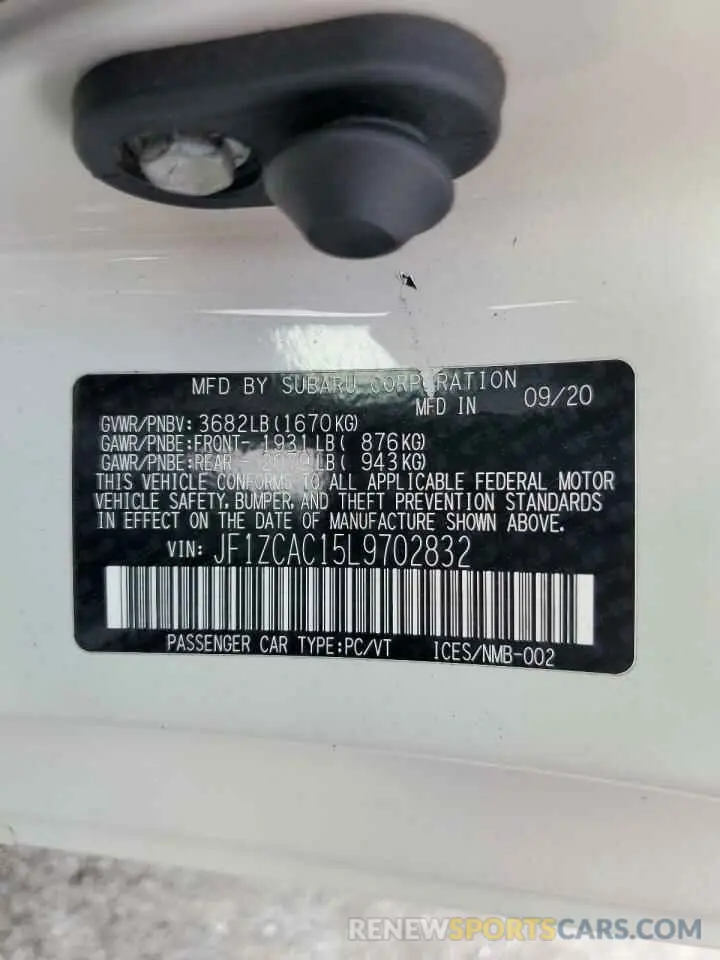 MFD BY SUBARU CORPORATION
MFD IN 09/20
GVWR/PNBV: 3682LB(1670KG)
GAWR/PNBE:FRONT- 1931LB( 876KG)
GAWR/PNBE:REAR - 2079LB( 943KG)
THIS VEHICLE CONFORMS TO ALL APPLICABLE FEDERAL MOTOR
VEHICLE SAFETY, BUMPER, AND THEFT PREVENTION STANDARDS
IN EFFECT ON THE DATE OF MANUFACTURE SHOWN ABOVE.
VIN: JF1ZCAC15L9702832
PASSENGER CAR TYPE:PC/VT ICES/NMB-002
RENEWSPORTSCARS.COM